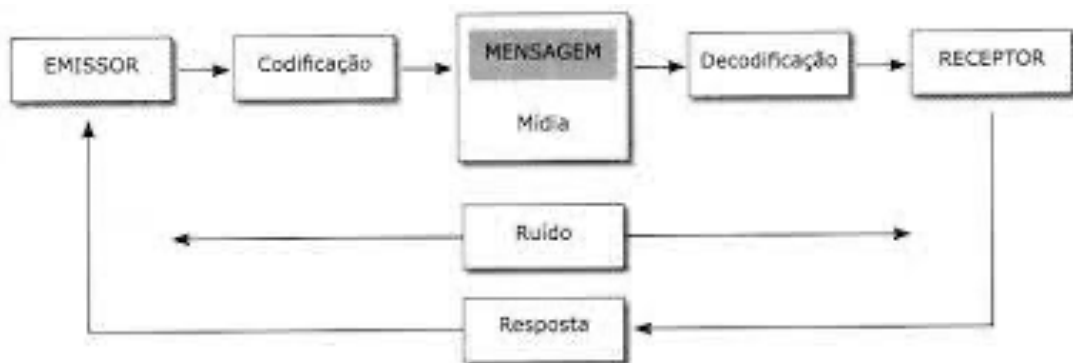 EMISSOR
Codificação
MENSAGEM
Mídia
Decodificação
RECEPTOR
Ruído
Resposta